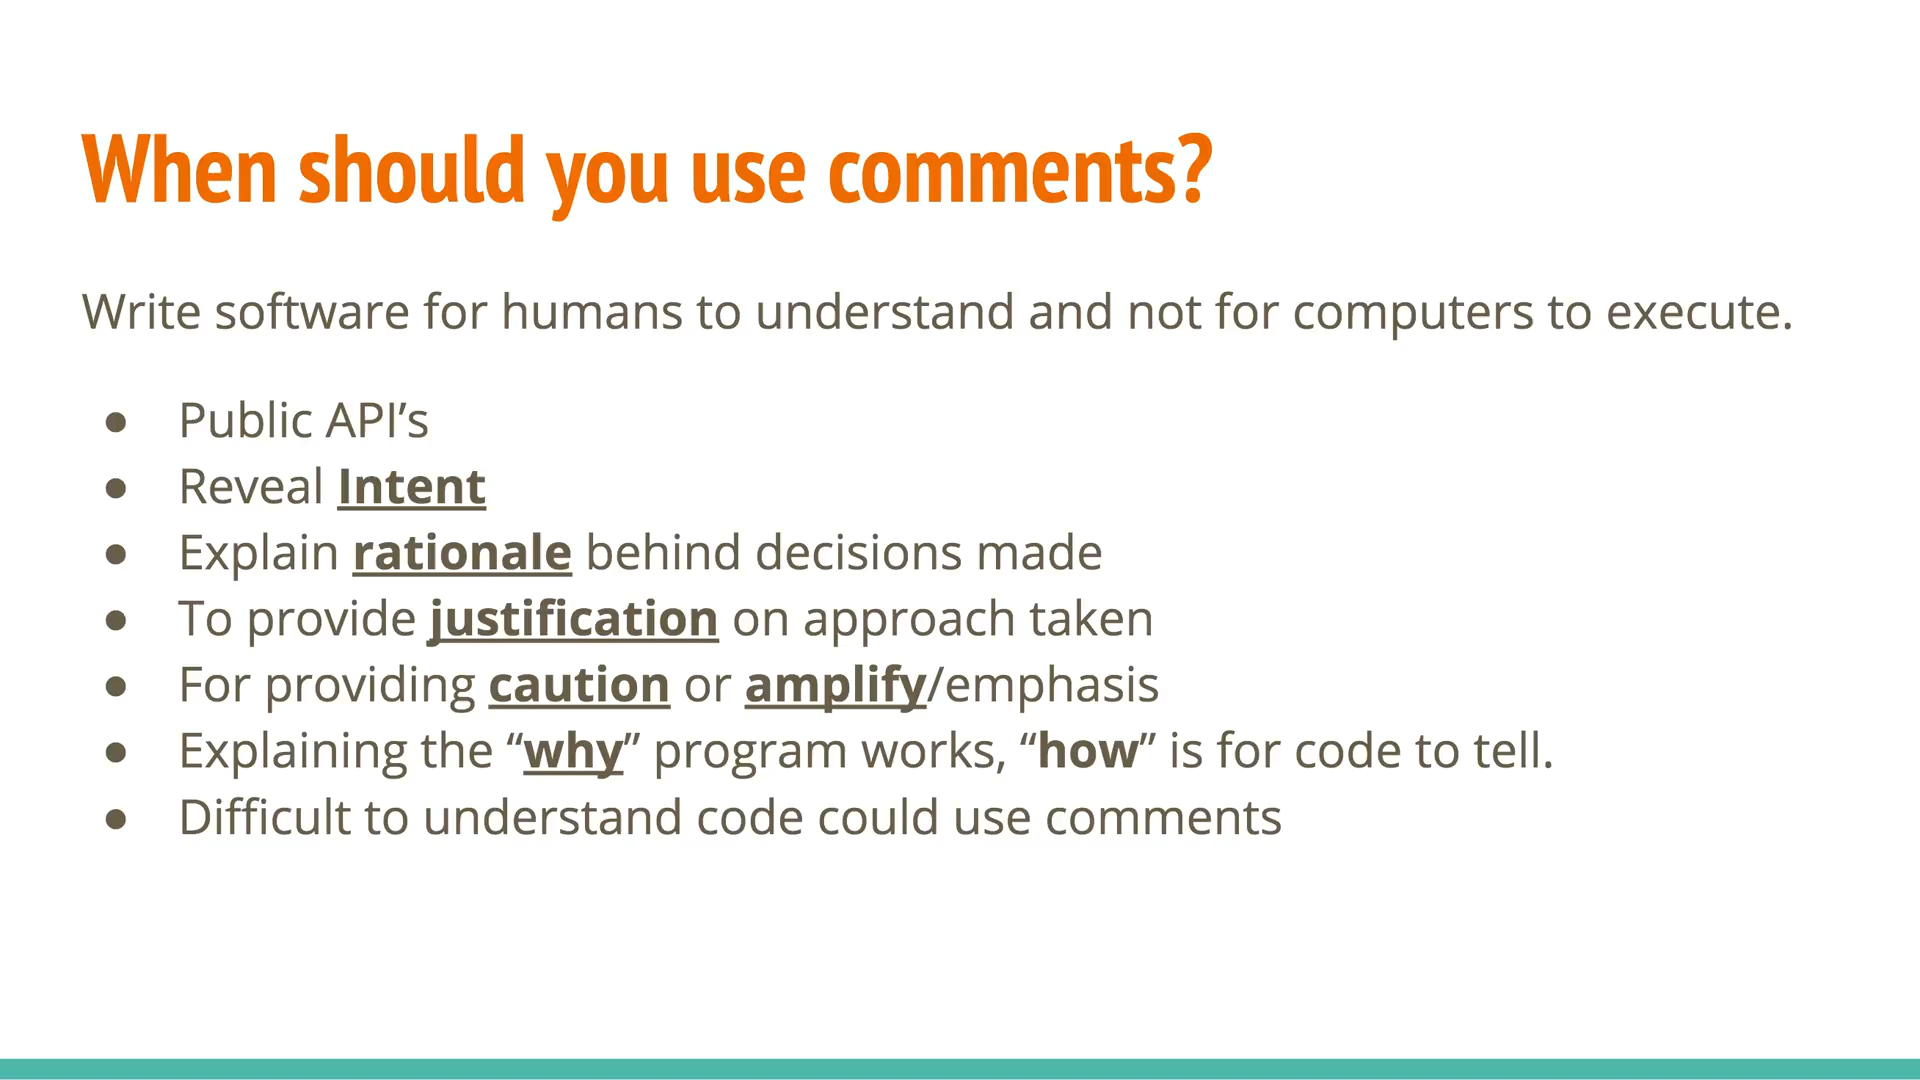 When should you use comments?
Write software for humans to understand and not for computers to execute.
● Public API’s
● Reveal Intent
● Explain rationale behind decisions made
● To provide justification on approach taken
● For providing caution or amplify/emphasis
● Explaining the “why” program works, “how” is for code to tell.
● Difficult to understand code could use comments